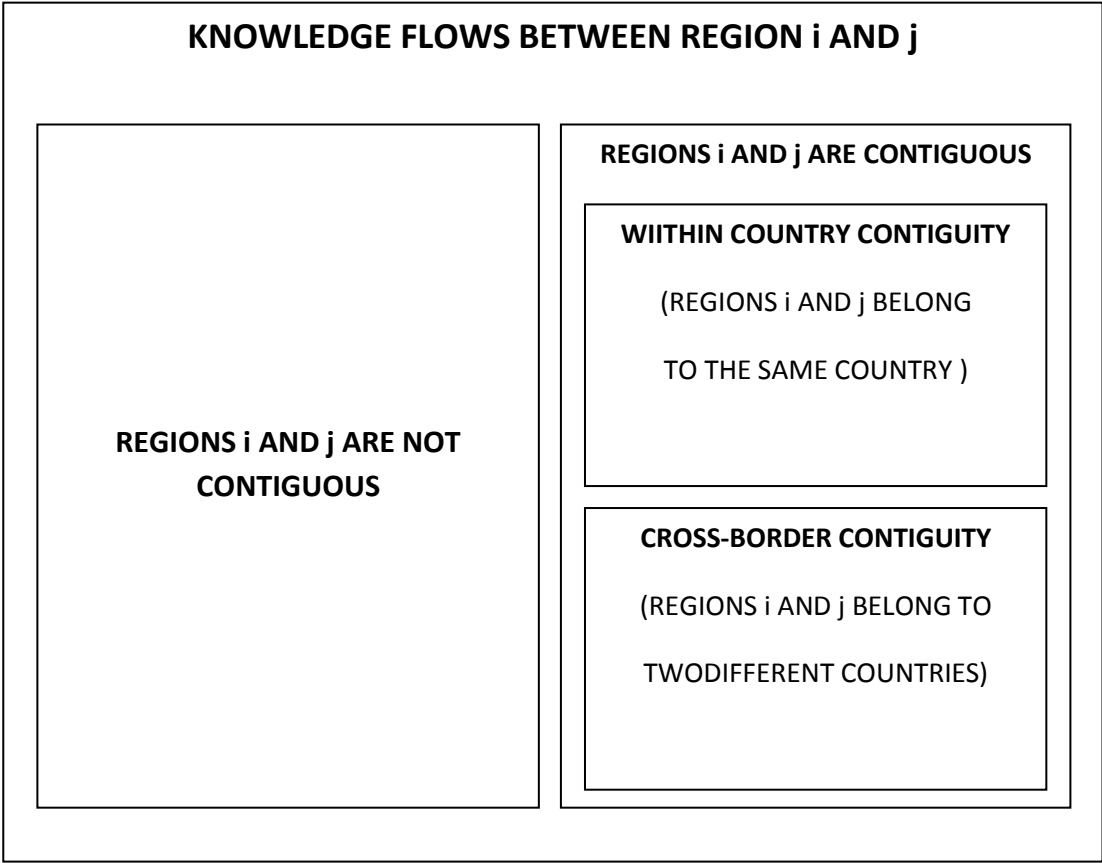 KNOWLEDGE FLOWS BETWEEN REGION i AND j
REGIONS i AND j ARE NOT
CONTIGUOUS
REGIONS i AND j ARE CONTIGUOUS
WIITHIN COUNTRY CONTIGUITY
(REGIONS i AND j BELONG
TO THE SAME COUNTRY )
CROSS-BORDER CONTIGUITY
(REGIONS i AND j BELONG TO
TWODIFFERENT COUNTRIES)